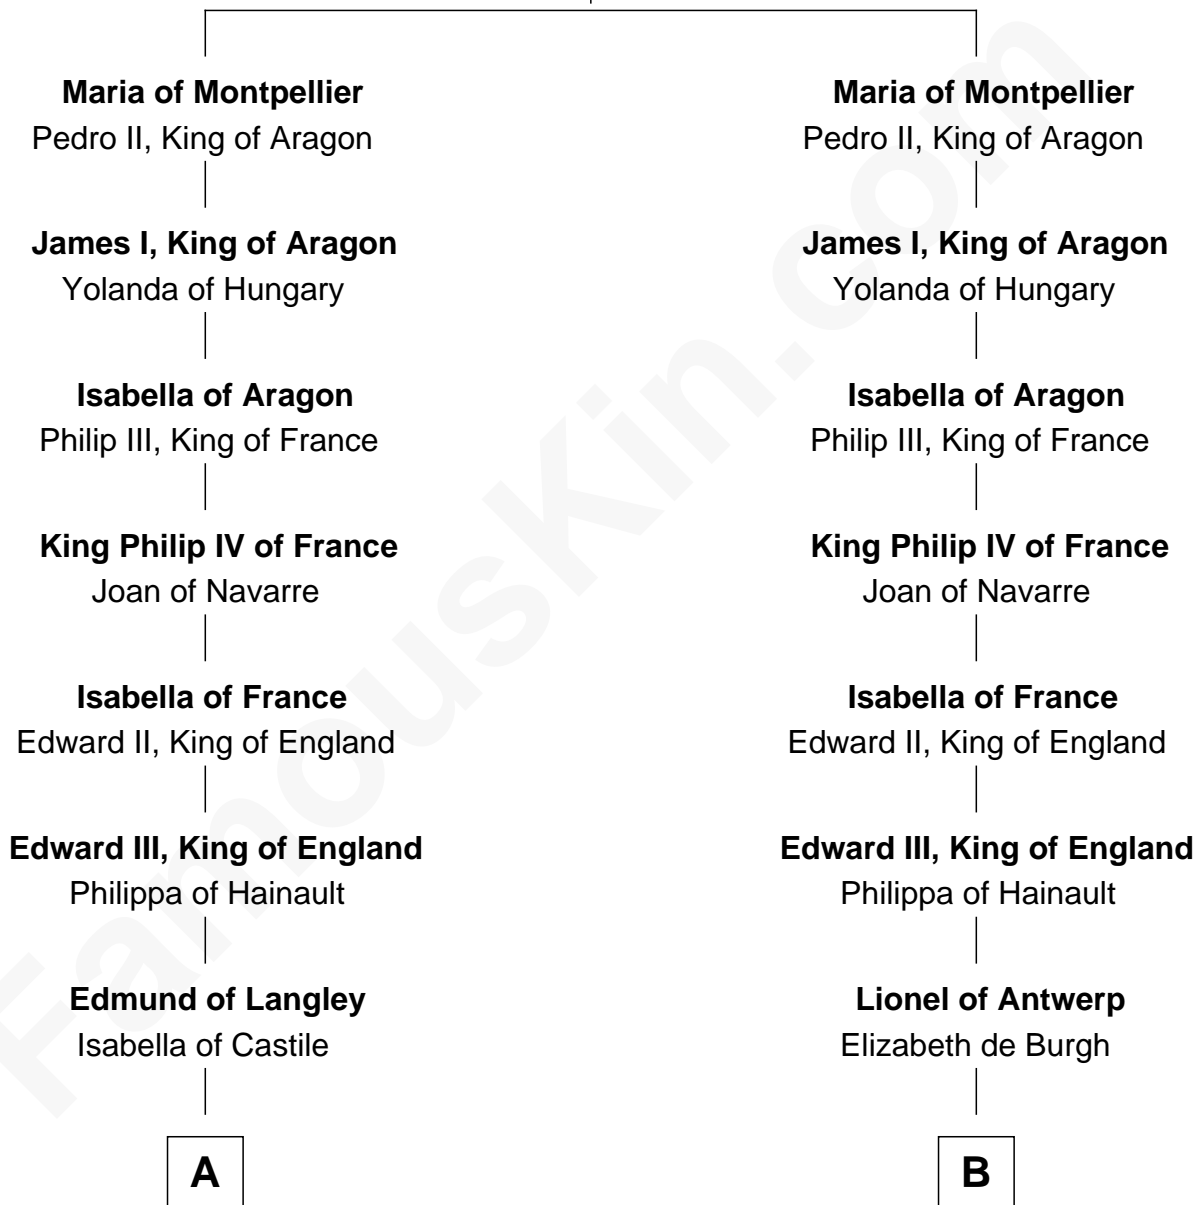 Maria of Montpellier
Pedro II, King of Aragon
James I, King of Aragon
Yolanda of Hungary
Isabella of Aragon
Philip III, King of France
King Philip IV of France
Joan of Navarre
Isabella of France
Edward II, King of England
Edward III, King of England
Philippa of Hainault
Edmund of Langley
Isabella of Castile
A
Maria of Montpellier
Pedro II, King of Aragon
James I, King of Aragon
Yolanda of Hungary
Isabella of Aragon
Philip III, King of France
King Philip IV of France
Joan of Navarre
Isabella of France
Edward II, King of England
Edward III, King of England
Philippa of Hainault
Lionel of Antwerp
Elizabeth de Burgh
B
FamousKin.com